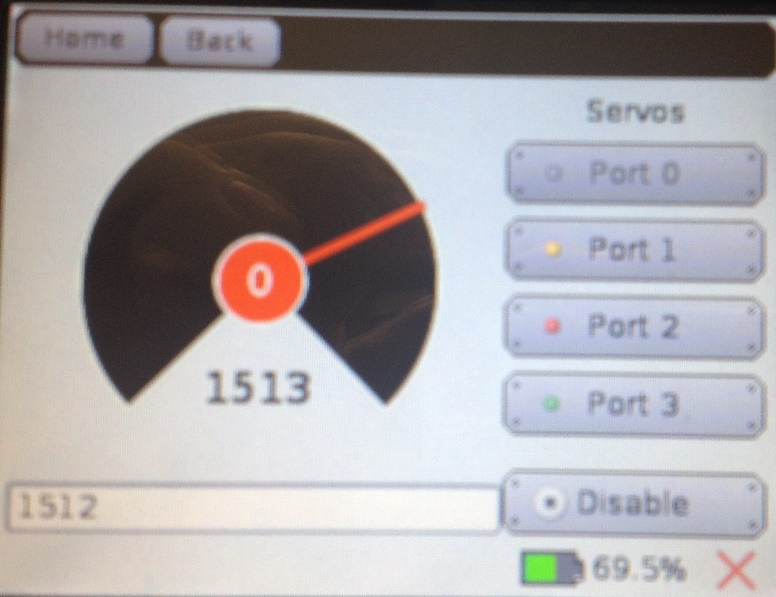 Home Back
Servos
Port 0
Port 1
0
Port 2
1513
Port 3
1512
Disable
69.5%